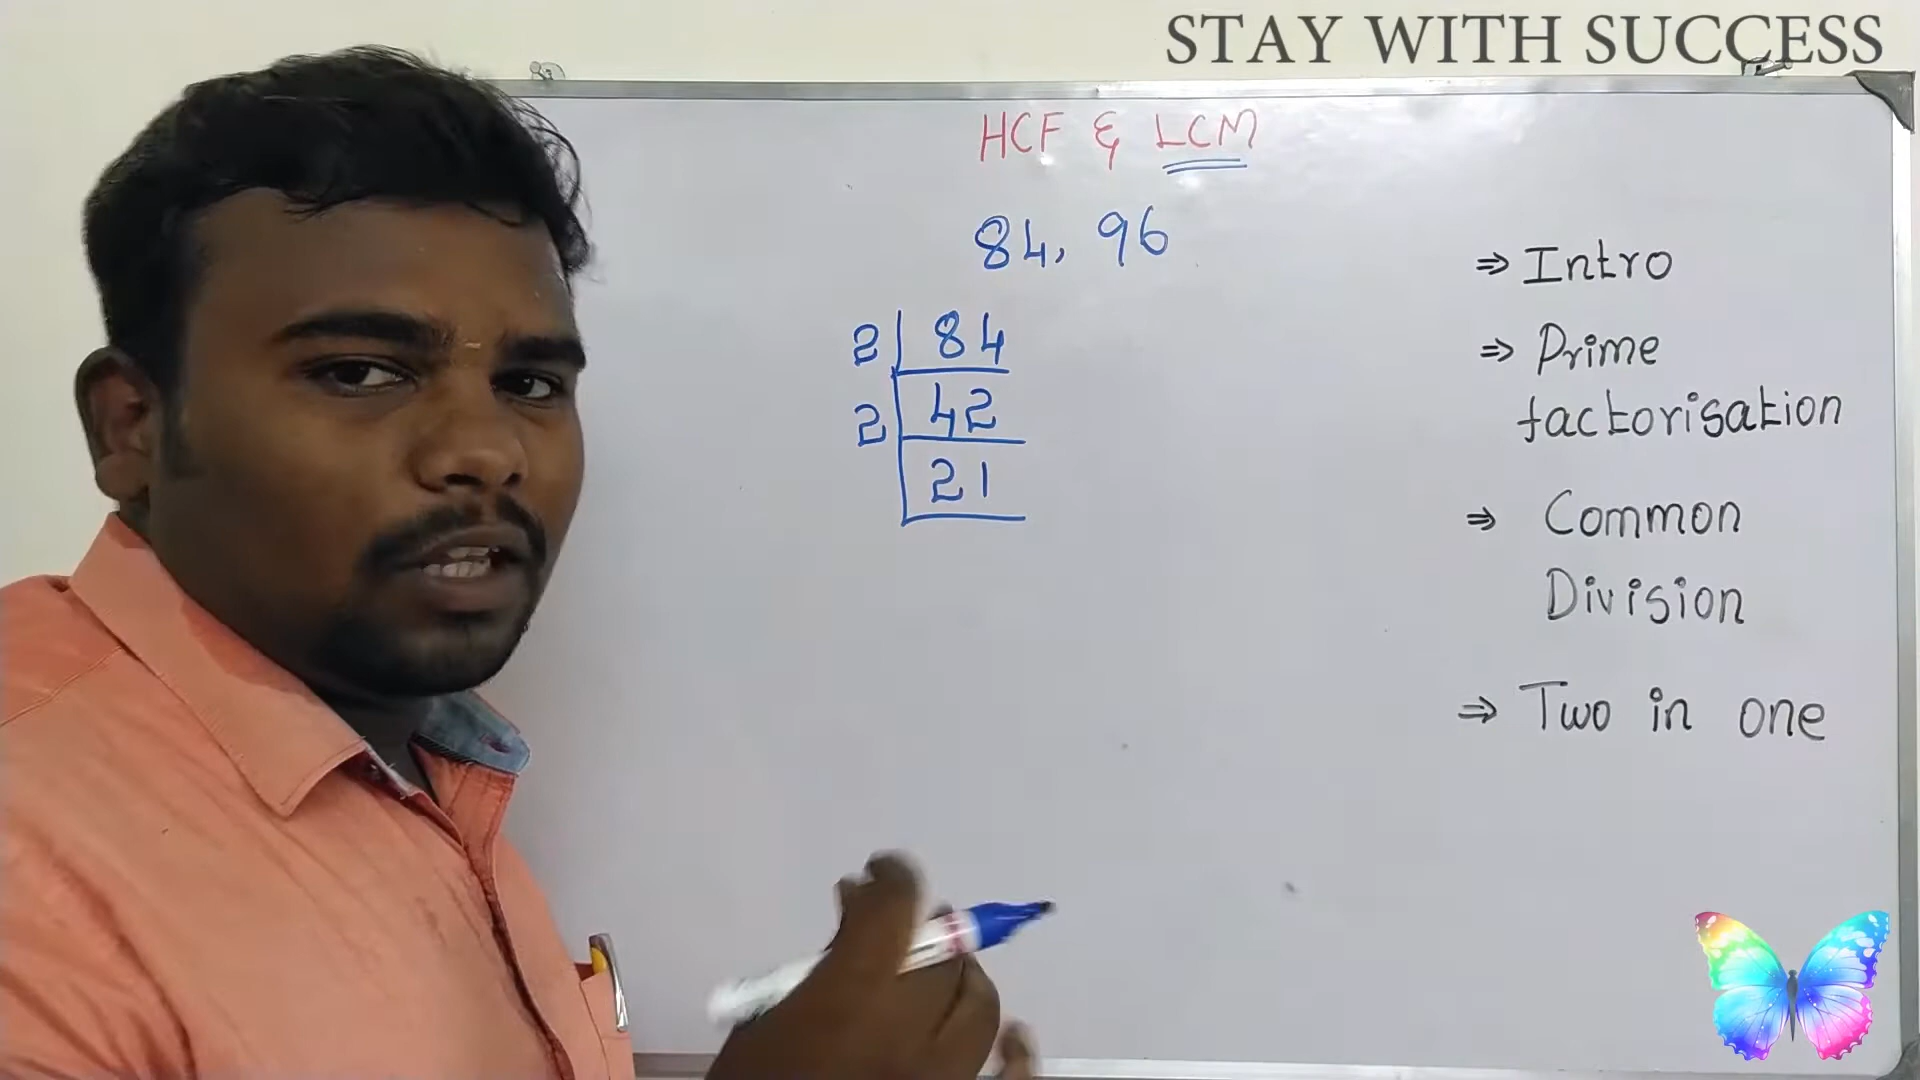 STAY WITH SUCCESS
HCF & LCM
84, 96
2 84
2 42
21
⇒ Intro
⇒ Prime
factorisation
⇒ Common
Division
⇒ Two in one